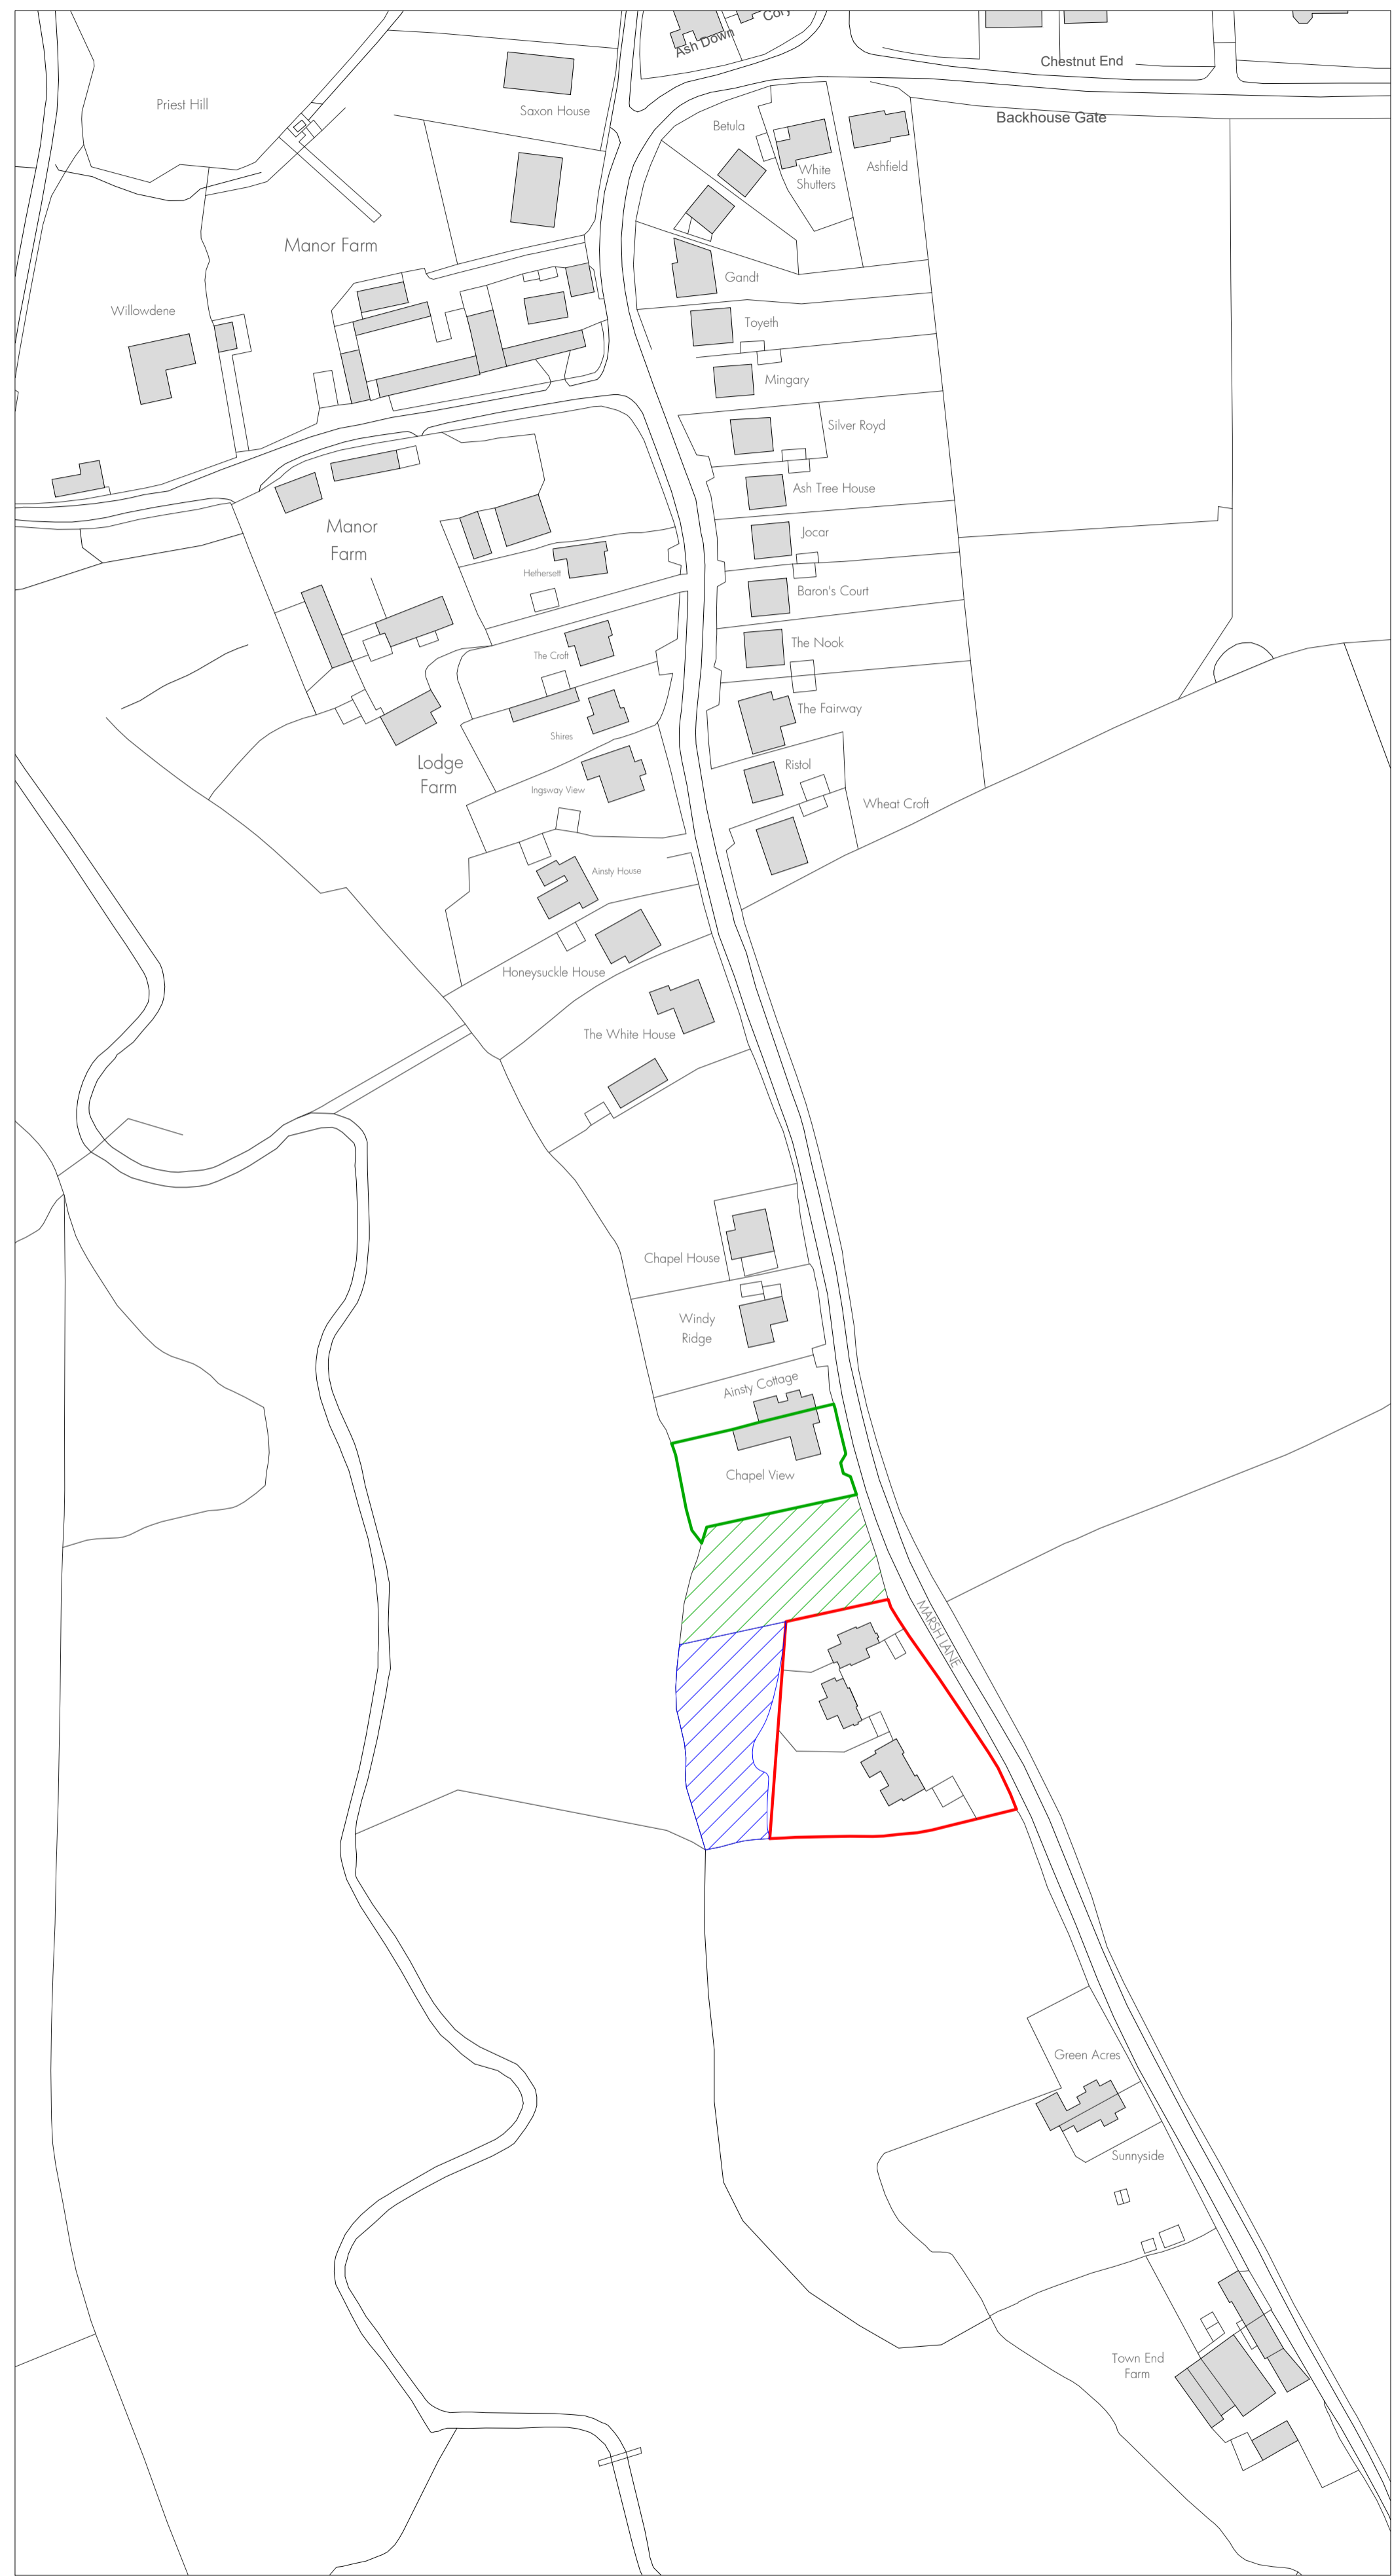 Cory
Ash Down
Chestnut End
Priest Hill
Saxon House
Backhouse Gate
Betula
White
Shutters
Ashfield
Manor Farm
Gandt
Willowdene
Toyeth
Mingary
Silver Royd
Ash Tree House
Manor
Farm
Jocar
Hethersett
Baron's Court
The Nook
The Croft
The Fairway
Shires
Lodge
Farm
Ristol
Ingsway View
Wheat Croft
Ainsty House
Honeysuckle House
The White House
Chapel House
Windy
Ridge
Ainsty Cottage
Chapel View
MARSH LANE
Green Acres
Sunnyside
Town End
Farm